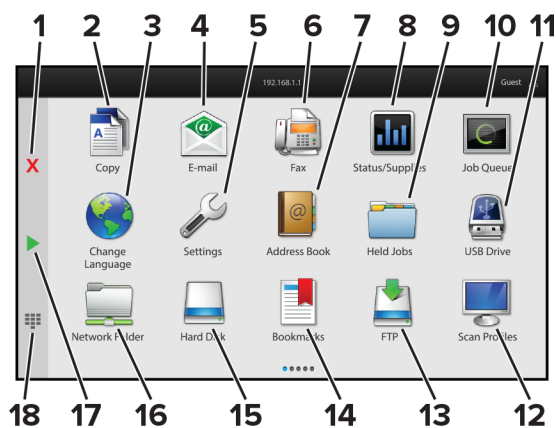 1 2 3 4 5 6 7 8 9 10 11
192.168.1.1
Guest
X
A
@
Copy
E-mail
Fax
Status/Supplies
Job Queue
@
Change
Language
Settings
Address Book
Held Jobs
USB Drive
Network Folder
Hard Disk
Bookmarks
FTP
Scan Profiles
18 17 16 15 14 13 12